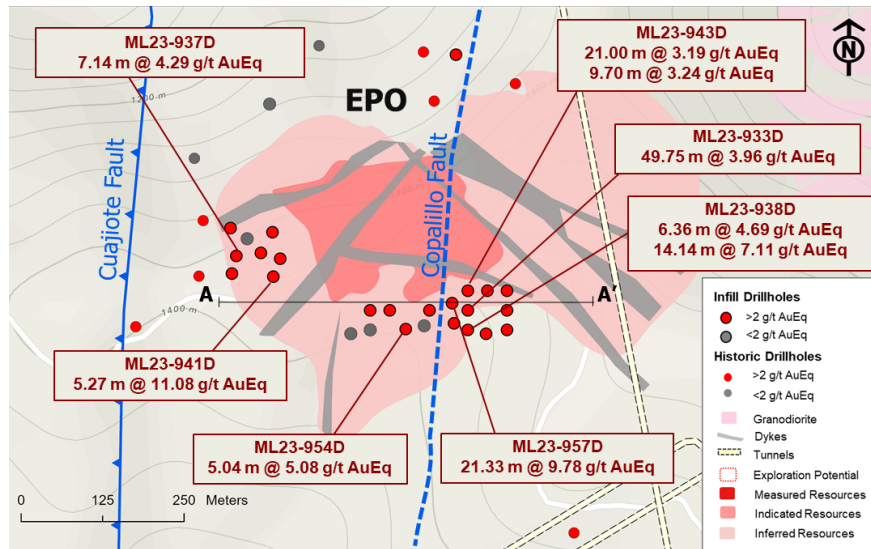 ML23-937D
7.14 m @ 4.29 g/t AuEq
ML23-943D
21.00 m @ 3.19 g/t AuEq
9.70 m @ 3.24 g/t AuEq
N
EPO
1200 m
Cuajiote Fault
Copalillo Fault
ML23-933D
49.75 m @ 3.96 g/t AuEq
1400 m
ML23-938D
6.36 m @ 4.69 g/t AuEq
14.14 m @ 7.11 g/t AuEq
A
A'
1400 m
ML23-941D
5.27 m @ 11.08 g/t AuEq
ML23-954D
5.04 m @ 5.08 g/t AuEq
ML23-957D
21.33 m @ 9.78 g/t AuEq
0 125 250 Meters
Infill Drillholes
>2 g/t AuEq
<2 g/t AuEq
Historic Drillholes
>2 g/t AuEq
<2 g/t AuEq
Granodiorite
Dykes
Tunnels
Exploration Potential
Measured Resources
Indicated Resources
Inferred Resources